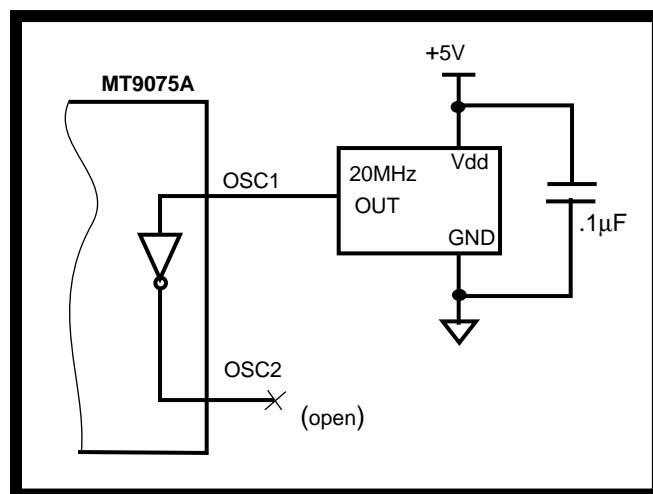 +5V
MT9075A
OSC1
20MHz
Vdd
OUT
GND
.1µF
OSC2
(open)